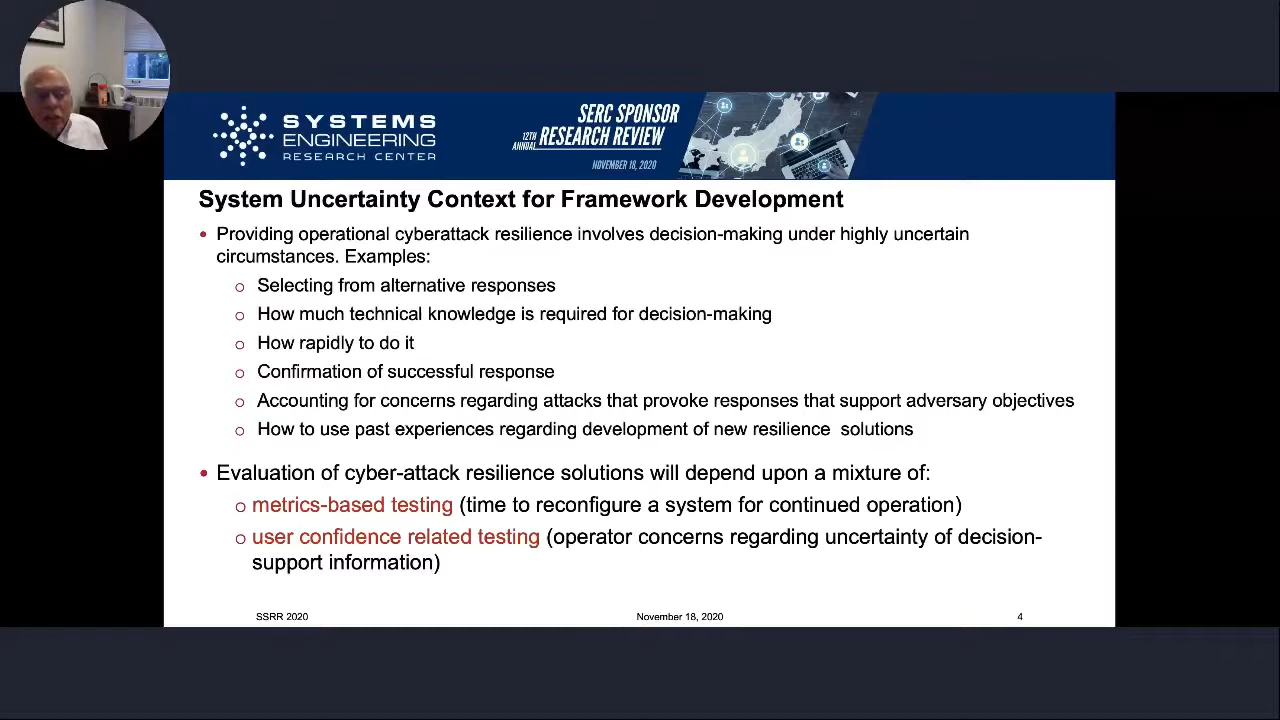 SYSTEMS
ENGINEERING
RESEARCH CENTER
SERC SPONSOR
12TH ANNUAL RESEARCH REVIEW
NOVEMBER 18, 2020
System Uncertainty Context for Framework Development
• Providing operational cyberattack resilience involves decision-making under highly uncertain
circumstances. Examples:
o Selecting from alternative responses
o How much technical knowledge is required for decision-making
o How rapidly to do it
o Confirmation of successful response
o Accounting for concerns regarding attacks that provoke responses that support adversary objectives
o How to use past experiences regarding development of new resilience solutions
• Evaluation of cyber-attack resilience solutions will depend upon a mixture of:
o metrics-based testing (time to reconfigure a system for continued operation)
o user confidence related testing (operator concerns regarding uncertainty of decision-
support information)
SSRR 2020 November 18, 2020 4